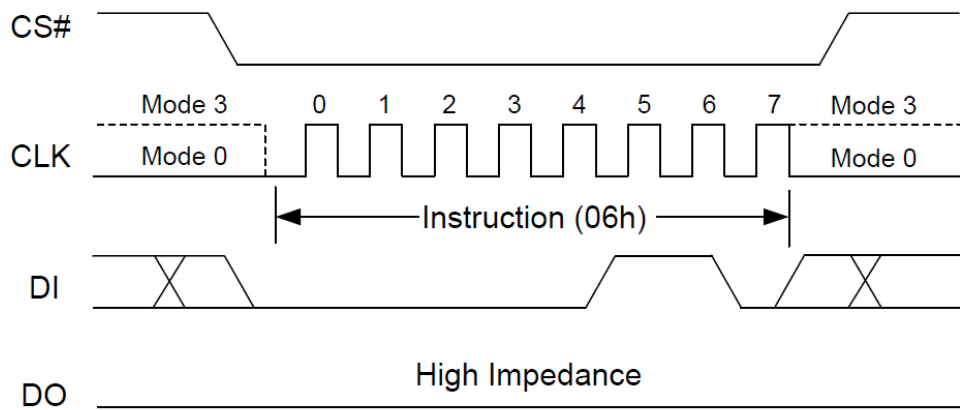 CS#
Mode 3 0 1 2 3 4 5 6 7 Mode 3
CLK Mode 0 Mode 0
Instruction (06h)
DI
High Impedance
DO